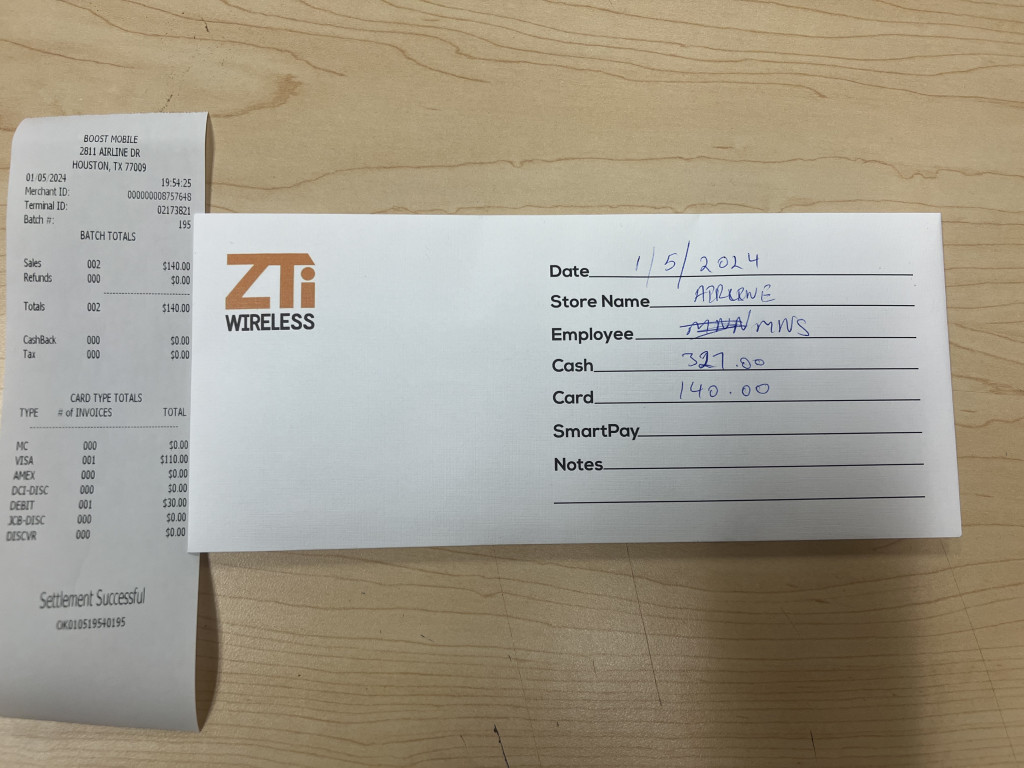 BOOST MOBILE
2811 AIRLINE DR
HOUSTON, TX 77009
01/05/2024 19:54:25
Merchant ID: 000000008757648
Terminal ID: 02173821
Batch #: 195
BATCH TOTALS
Sales 002 $140.00
Refunds 000 $0.00
Totals 002 $140.00
CashBack 000 $0.00
Tax 000 $0.00
CARD TYPE TOTALS
TYPE # of INVOICES TOTAL
MC 000 $0.00
VISA 001 $110.00
AMEX 000 $0.00
DCI-DISC 000 $0.00
DEBIT 001 $30.00
JCB-DISC 000 $0.00
DISCVR 000 $0.00
Settlement Successful
OK010519540195
ZTi
WIRELESS
Date 1/5/2024
Store Name AIRLINE
Employee MNS
Cash 327.00
Card 140.00
SmartPay
Notes